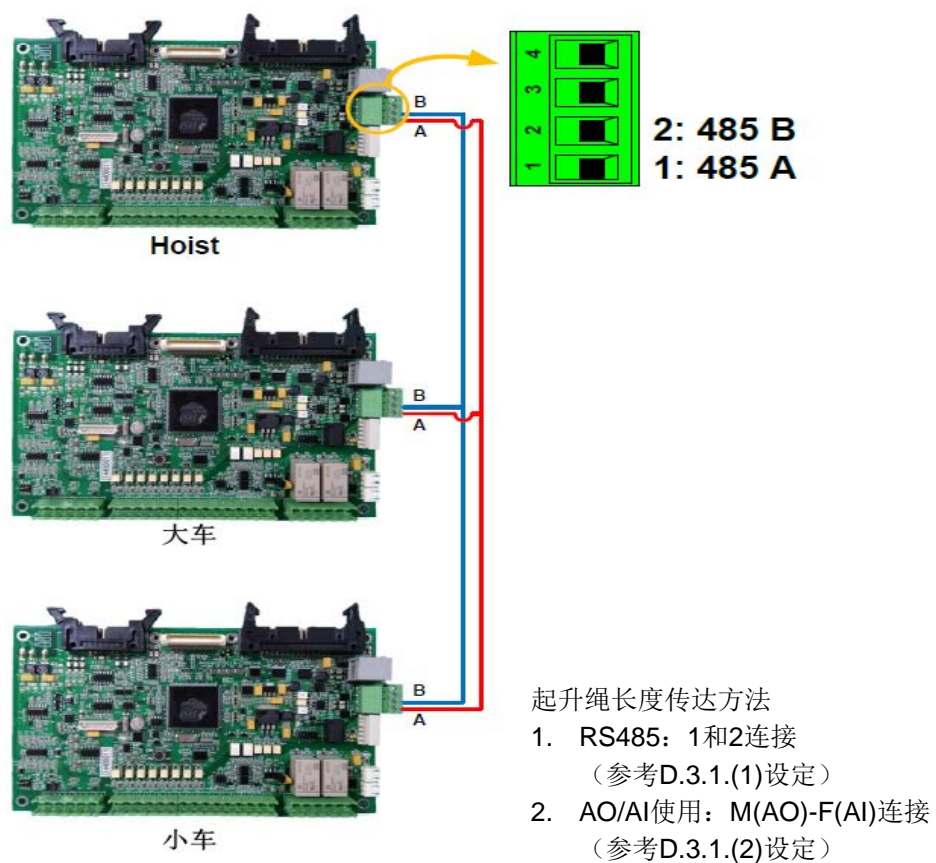 B
A
4
3
2
1
2: 485 B
1: 485 A
Hoist
B
A
大车
B
A
小车
起升绳长度传达方法
1. RS485：1和2连接
（参考D.3.1.(1)设定）
2. AO/AI使用：M(AO)-F(AI)连接
（参考D.3.1.(2)设定）